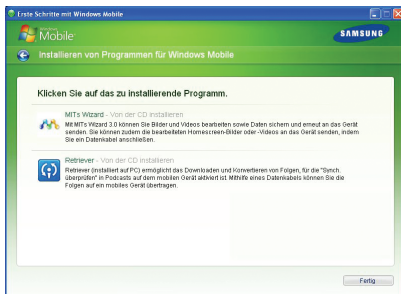 Erste Schritte mit Windows Mobile
Windows
Mobile
SAMSUNG
Installieren von Programmen für Windows Mobile
Klicken Sie auf das zu installierende Programm.
MITs Wizard - Von der CD installieren
Mit MITs Wizard 3.0 können Sie Bilder und Videos bearbeiten sowie Daten sichern und erneut an das Gerät
senden. Sie können zudem die bearbeiteten Homescreen-Bilder oder -Videos an das Gerät senden, indem
Sie ein Datenkabel anschließen.
Retriever - Von der CD installieren
Retriever (installiert auf PC) ermöglicht das Downloaden und Konvertieren von Folgen, für die "Synch.
überprüfen" in Podcasts auf dem mobilen Gerät aktiviert ist. Mithilfe eines Datenkabels können Sie die
Folgen auf ein mobiles Gerät übertragen.
Fertig